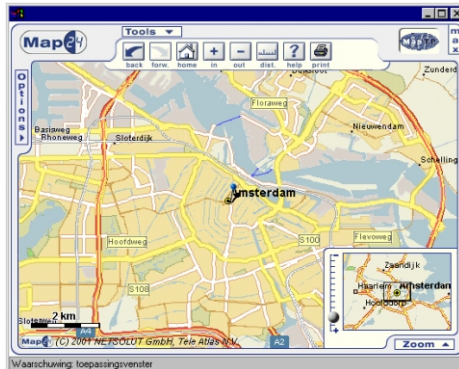 Tools
Map24
m
a
x
back forw. home in out dist. help print
Options
Zunderd
Floraweg
Nieuwendam
Basisweg
Rhoneweg
Sloterdijk
Schelling
Amsterdam
Hoofdweg
S100
Flevoweg
S108
Zaandijk
Haarlem
Amsterdam
Hoofddorp
2 km
A4
A2
Map24 (C) 2001 NETSOLUT GmbH, Tele Atlas N.V.
Zoom
Waarschuwing: toepassingsvenster